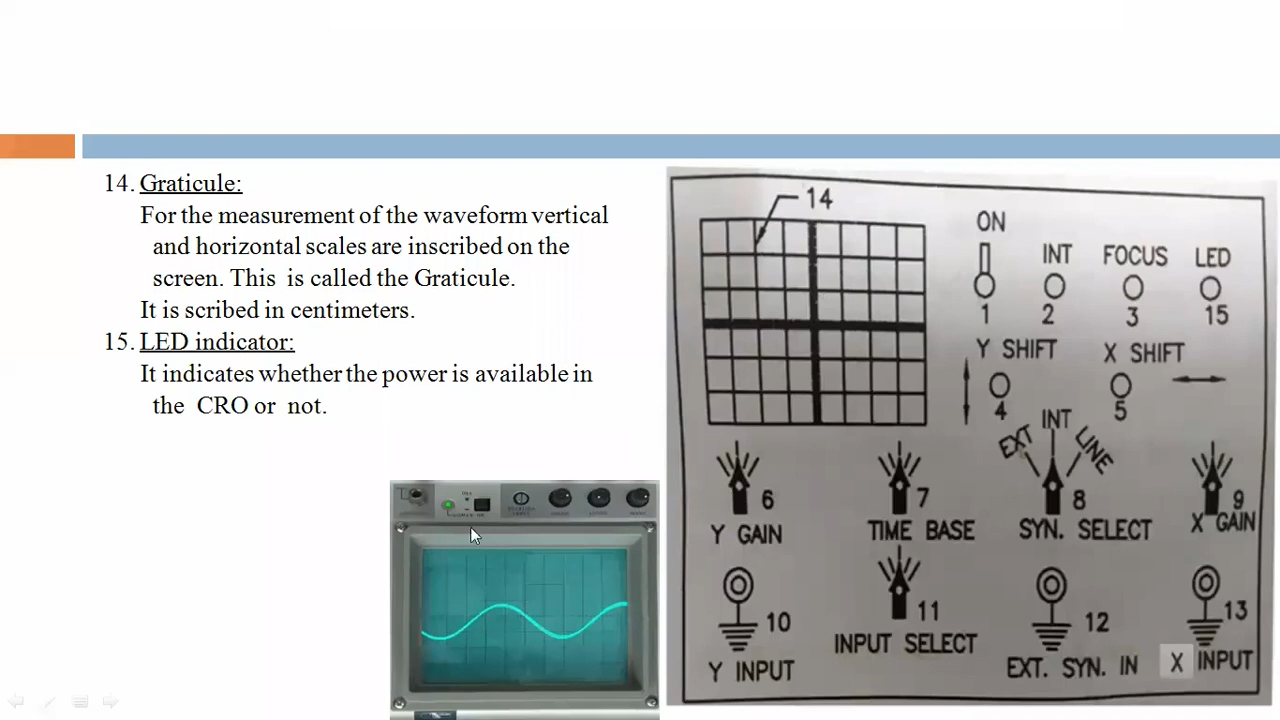 14. Graticule:
For the measurement of the waveform vertical
and horizontal scales are inscribed on the
screen. This is called the Graticule.
It is scribed in centimeters.
15. LED indicator:
It indicates whether the power is available in
the CRO or not.
14
ON
INT
FOCUS
LED
1
2
3
15
Y SHIFT
X SHIFT
4
5
EXT
INT
LINE
6
7
8
9
Y GAIN
TIME BASE
SYN. SELECT
X GAIN
10
11
12
13
Y INPUT
INPUT SELECT
EXT. SYN. IN
X INPUT